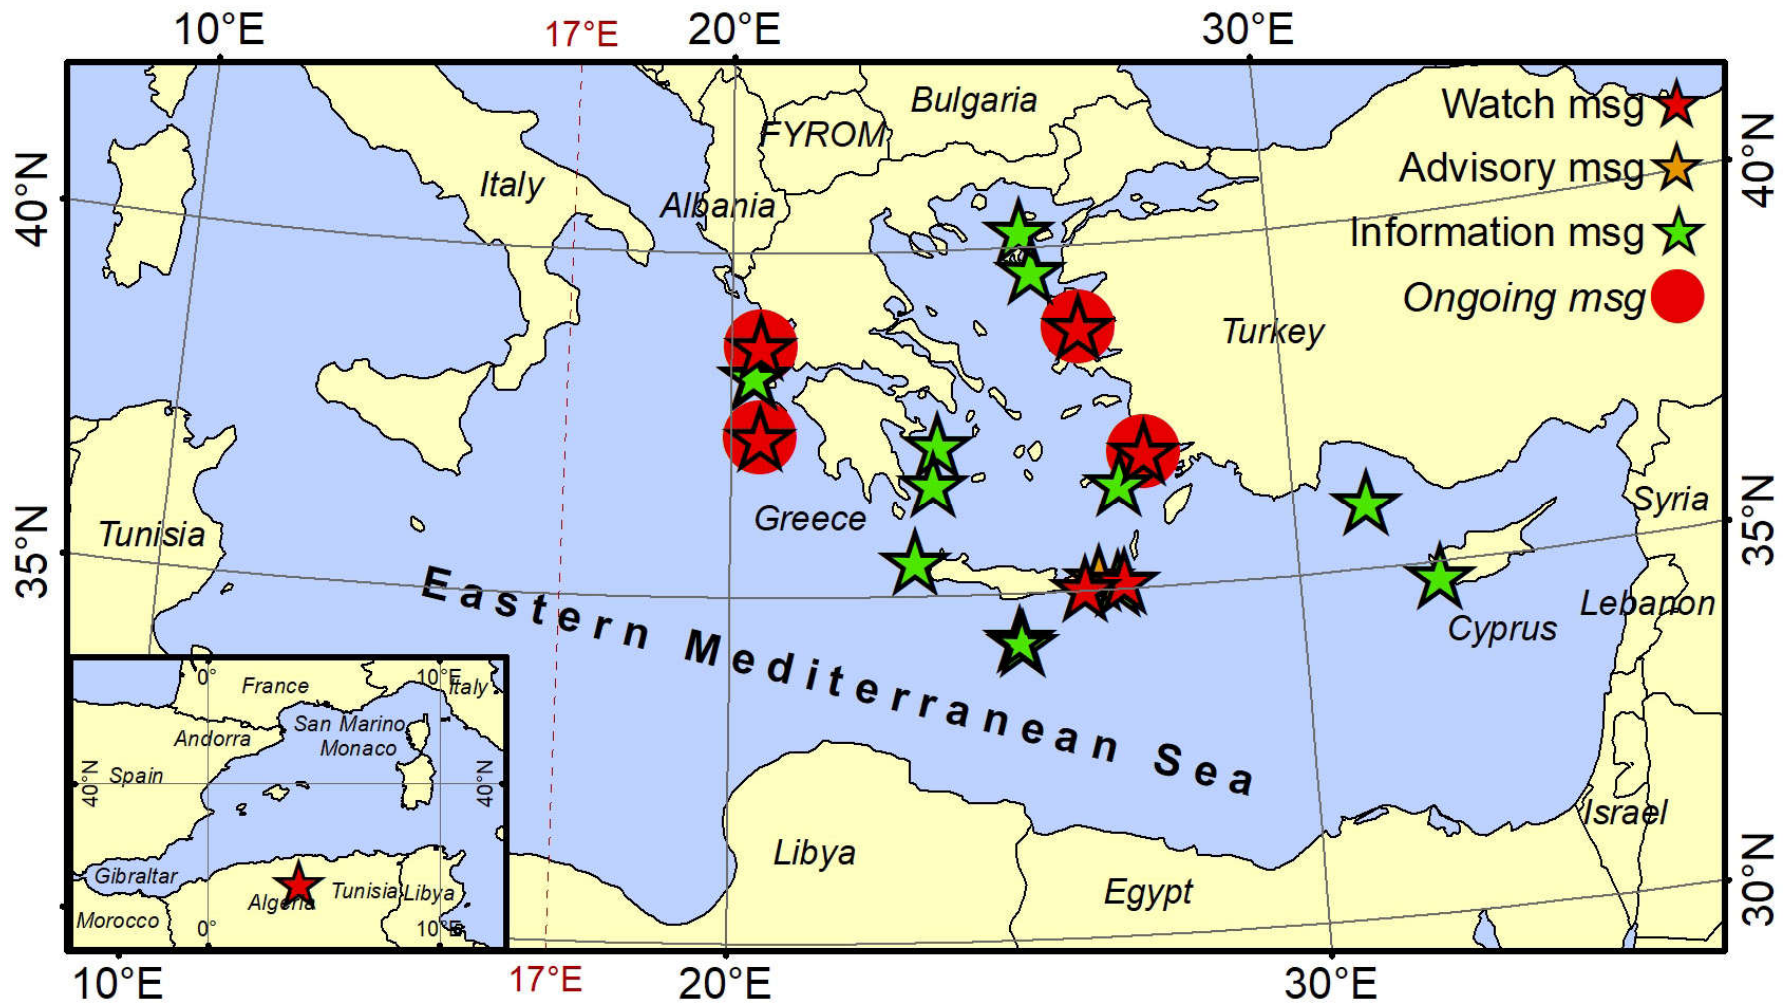 10°E
17°E
20°E
30°E
Bulgaria
Watch msg
FYROM
Advisory msg
40°N
40°N
Italy
Albania
Information msg
Ongoing msg
Turkey
Syria
Greece
35°N
35°N
Tunisia
Eastern Mediterranean Sea
Lebanon
Cyprus
0°
10°E
France
Italy
San Marino
Andorra
Monaco
Spain
40°N
40°N
Israel
Libya
Gibraltar
Tunisia
Libya
Algeria
Morocco
0°
10°E
Egypt
30°N
10°E
17°E
20°E
30°E